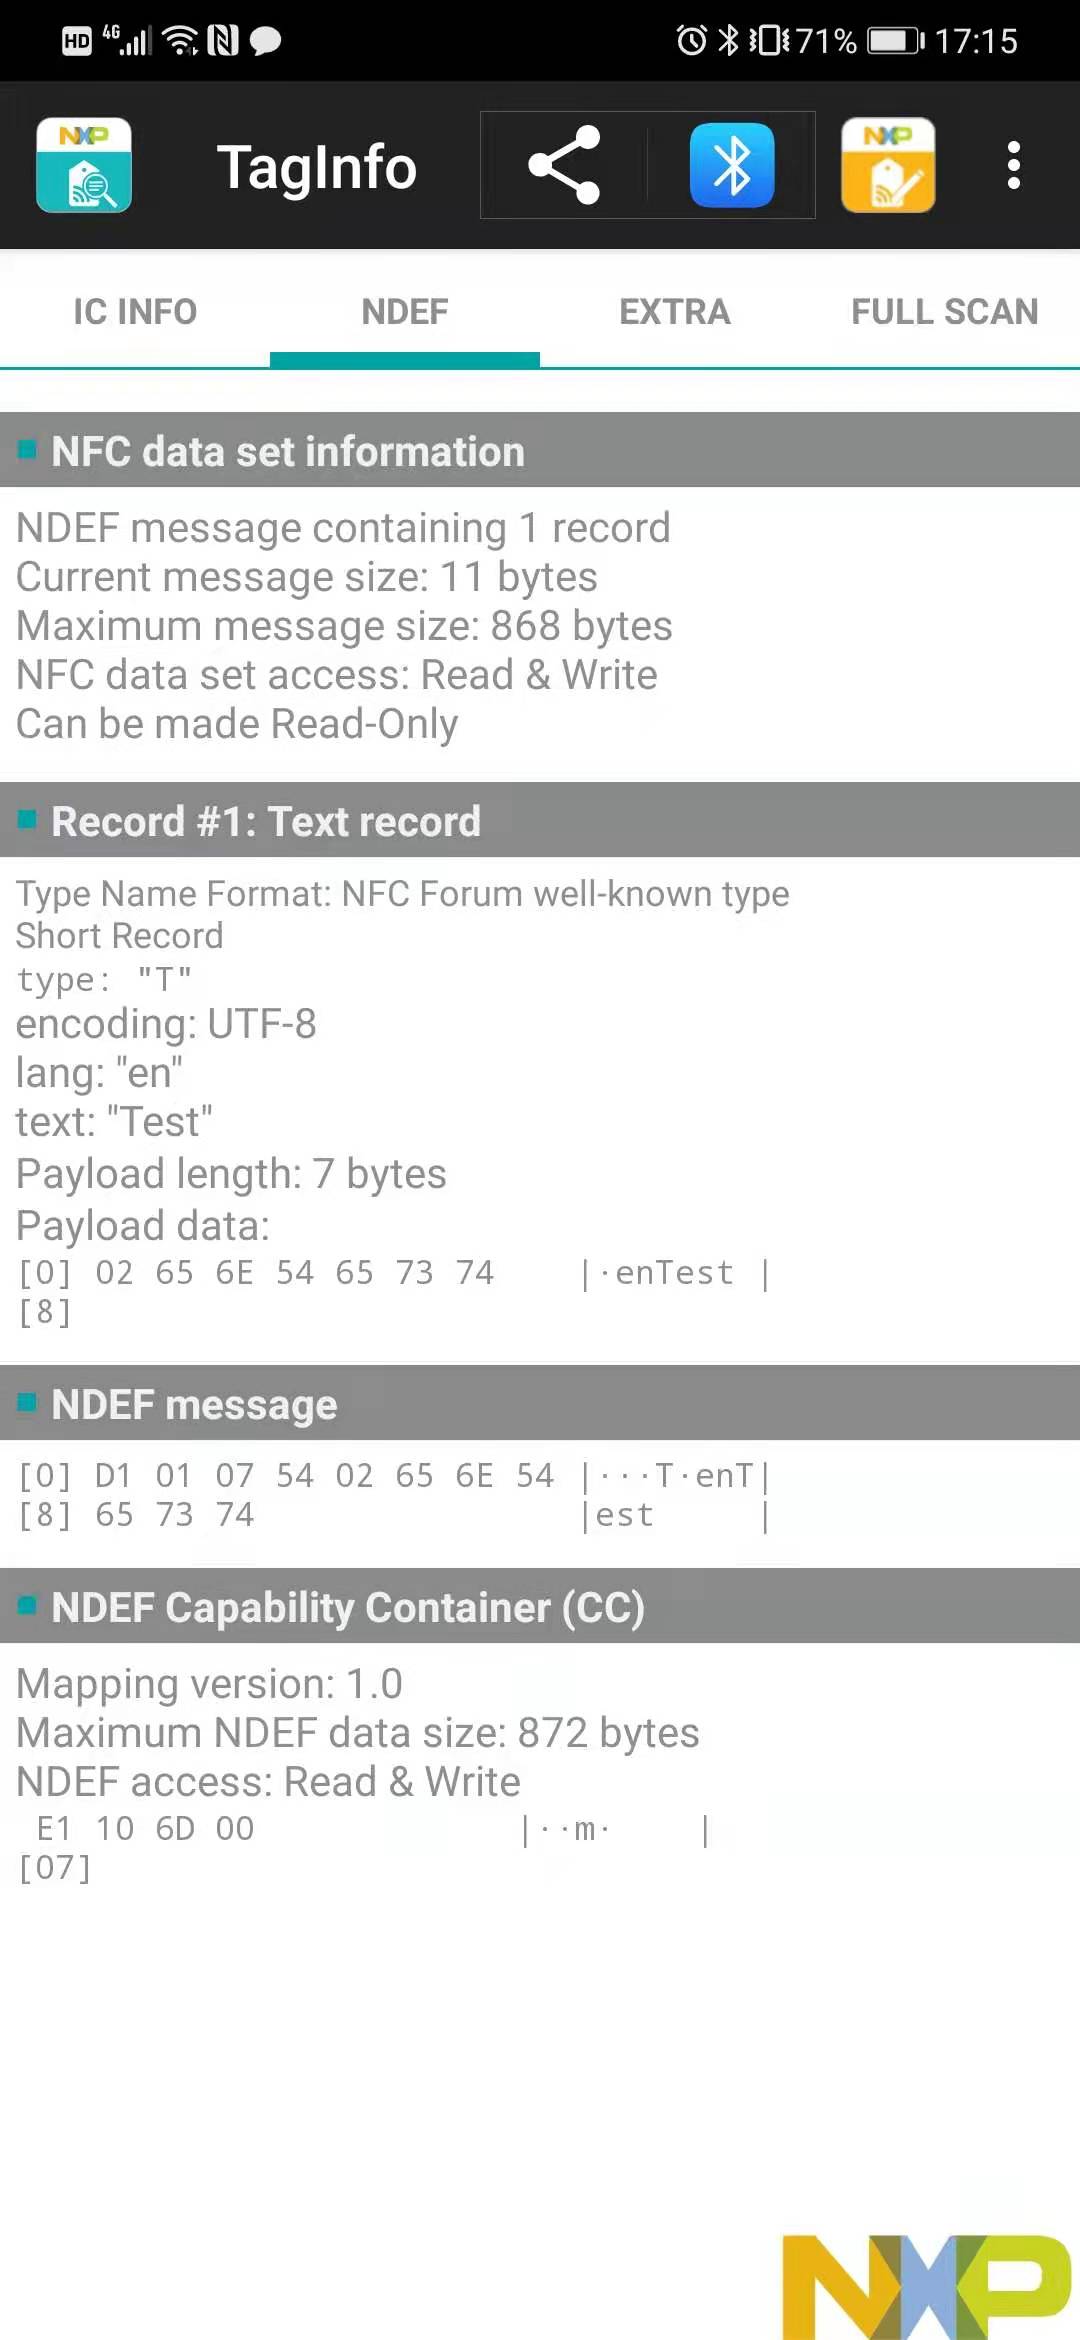 HD 4G 71% 17:15
NXP TagInfo NXP
IC INFO NDEF EXTRA FULL SCAN
NFC data set information
NDEF message containing 1 record
Current message size: 11 bytes
Maximum message size: 868 bytes
NFC data set access: Read & Write
Can be made Read-Only
Record #1: Text record
Type Name Format: NFC Forum well-known type
Short Record
type: "T"
encoding: UTF-8
lang: "en"
text: "Test"
Payload length: 7 bytes
Payload data:
[0] 02 65 6E 54 65 73 74 |·enTest |
[8]
NDEF message
[0] D1 01 07 54 02 65 6E 54 |···T·enT|
[8] 65 73 74 |est |
NDEF Capability Container (CC)
Mapping version: 1.0
Maximum NDEF data size: 872 bytes
NDEF access: Read & Write
E1 10 6D 00 |··m· |
[07]
NXP